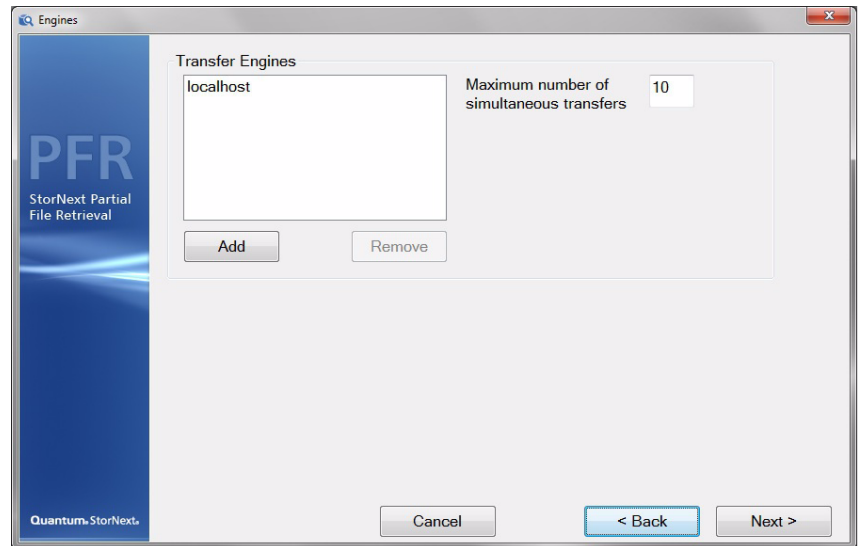 Engines
x
PFR
StorNext Partial
File Retrieval
Quantum. StorNext.
Transfer Engines
localhost
Maximum number of
simultaneous transfers
10
Add
Remove
Cancel
< Back
Next >